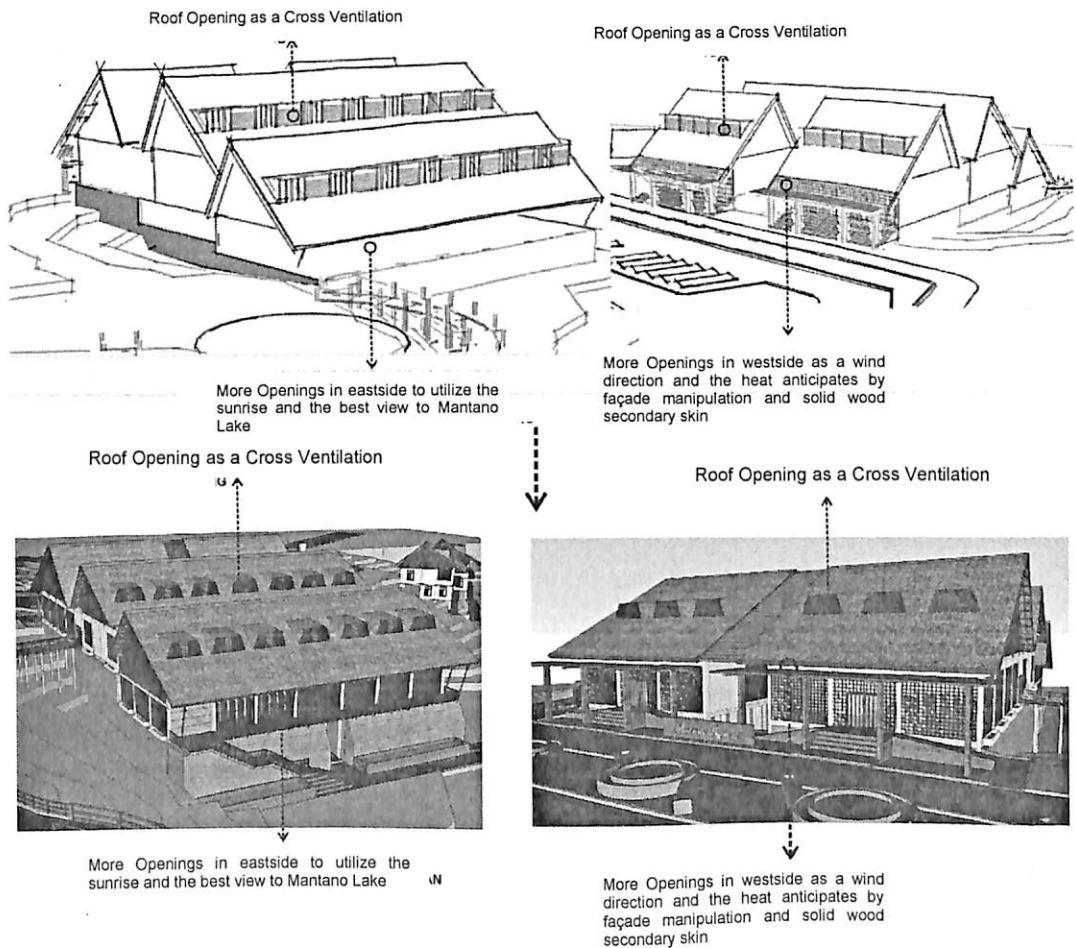 Roof Opening as a Cross Ventilation
Roof Opening as a Cross Ventilation
More Openings in eastside to utilize the
sunrise and the best view to Mantano
Lake
More Openings in westside as a wind
direction and the heat anticipates by
façade manipulation and solid wood
secondary skin
Roof Opening as a Cross Ventilation
Roof Opening as a Cross Ventilation
More Openings in eastside to utilize the
sunrise and the best view to Mantano Lake
More Openings in westside as a wind
direction and the heat anticipates by
façade manipulation and solid wood
secondary skin